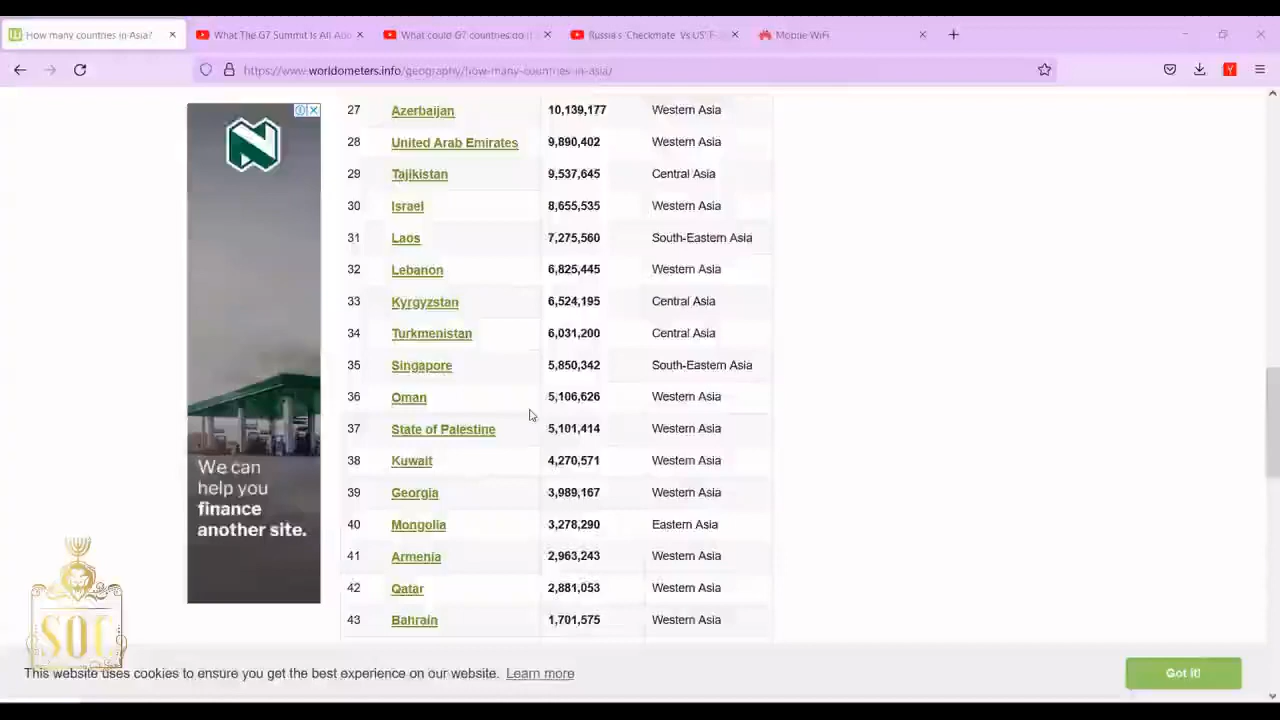 How many countries in Asia?
What The G7 Summit Is All Abo
What could G7 countries do i
Russia's 'Checkmate' Vs US' F-
Mobile WiFi
https://www.worldometers.info/geography/how-many-countries-in-asia/
27 Azerbaijan 10,139,177 Western Asia
28 United Arab Emirates 9,890,402 Western Asia
29 Tajikistan 9,537,645 Central Asia
30 Israel 8,655,535 Western Asia
31 Laos 7,275,560 South-Eastern Asia
32 Lebanon 6,825,445 Western Asia
33 Kyrgyzstan 6,524,195 Central Asia
34 Turkmenistan 6,031,200 Central Asia
35 Singapore 5,850,342 South-Eastern Asia
36 Oman 5,106,626 Western Asia
37 State of Palestine 5,101,414 Western Asia
38 Kuwait 4,270,571 Western Asia
39 Georgia 3,989,167 Western Asia
40 Mongolia 3,278,290 Eastern Asia
41 Armenia 2,963,243 Western Asia
42 Qatar 2,881,053 Western Asia
43 Bahrain 1,701,575 Western Asia
We can
help you
finance
another site.
SOC
This website uses cookies to ensure you get the best experience on our website. Learn more
Got it!